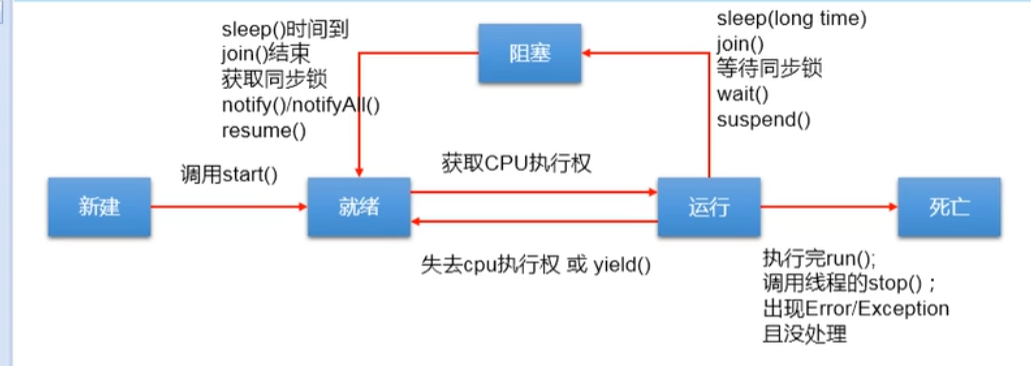 sleep()时间到
join()结束
获取同步锁
notify()/notifyAll()
resume()
阻塞
sleep(long time)
join()
等待同步锁
wait()
suspend()
调用start()
获取CPU执行权
新建
就绪
运行
死亡
失去cpu执行权 或 yield()
执行完run();
调用线程的stop()；
出现Error/Exception
且没处理